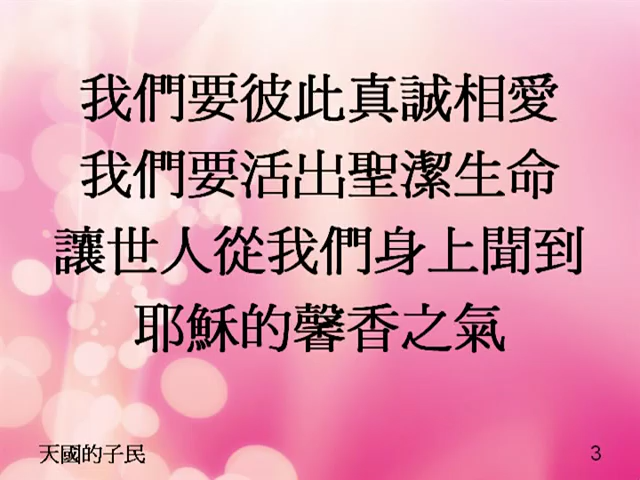 我們要彼此真誠相愛
我們要活出聖潔生命
讓世人從我們身上聞到
耶穌的馨香之氣
天國的子民
3